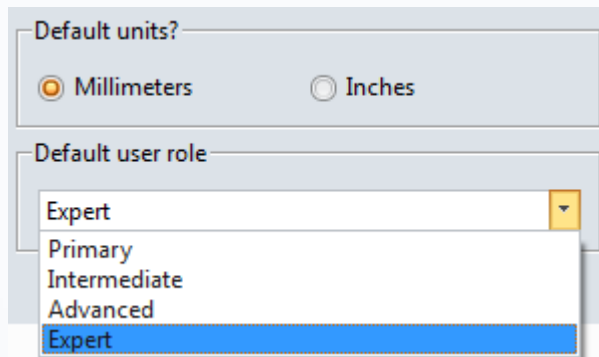 Default units?
Millimeters Inches
Default user role
Expert
Primary
Intermediate
Advanced
Expert